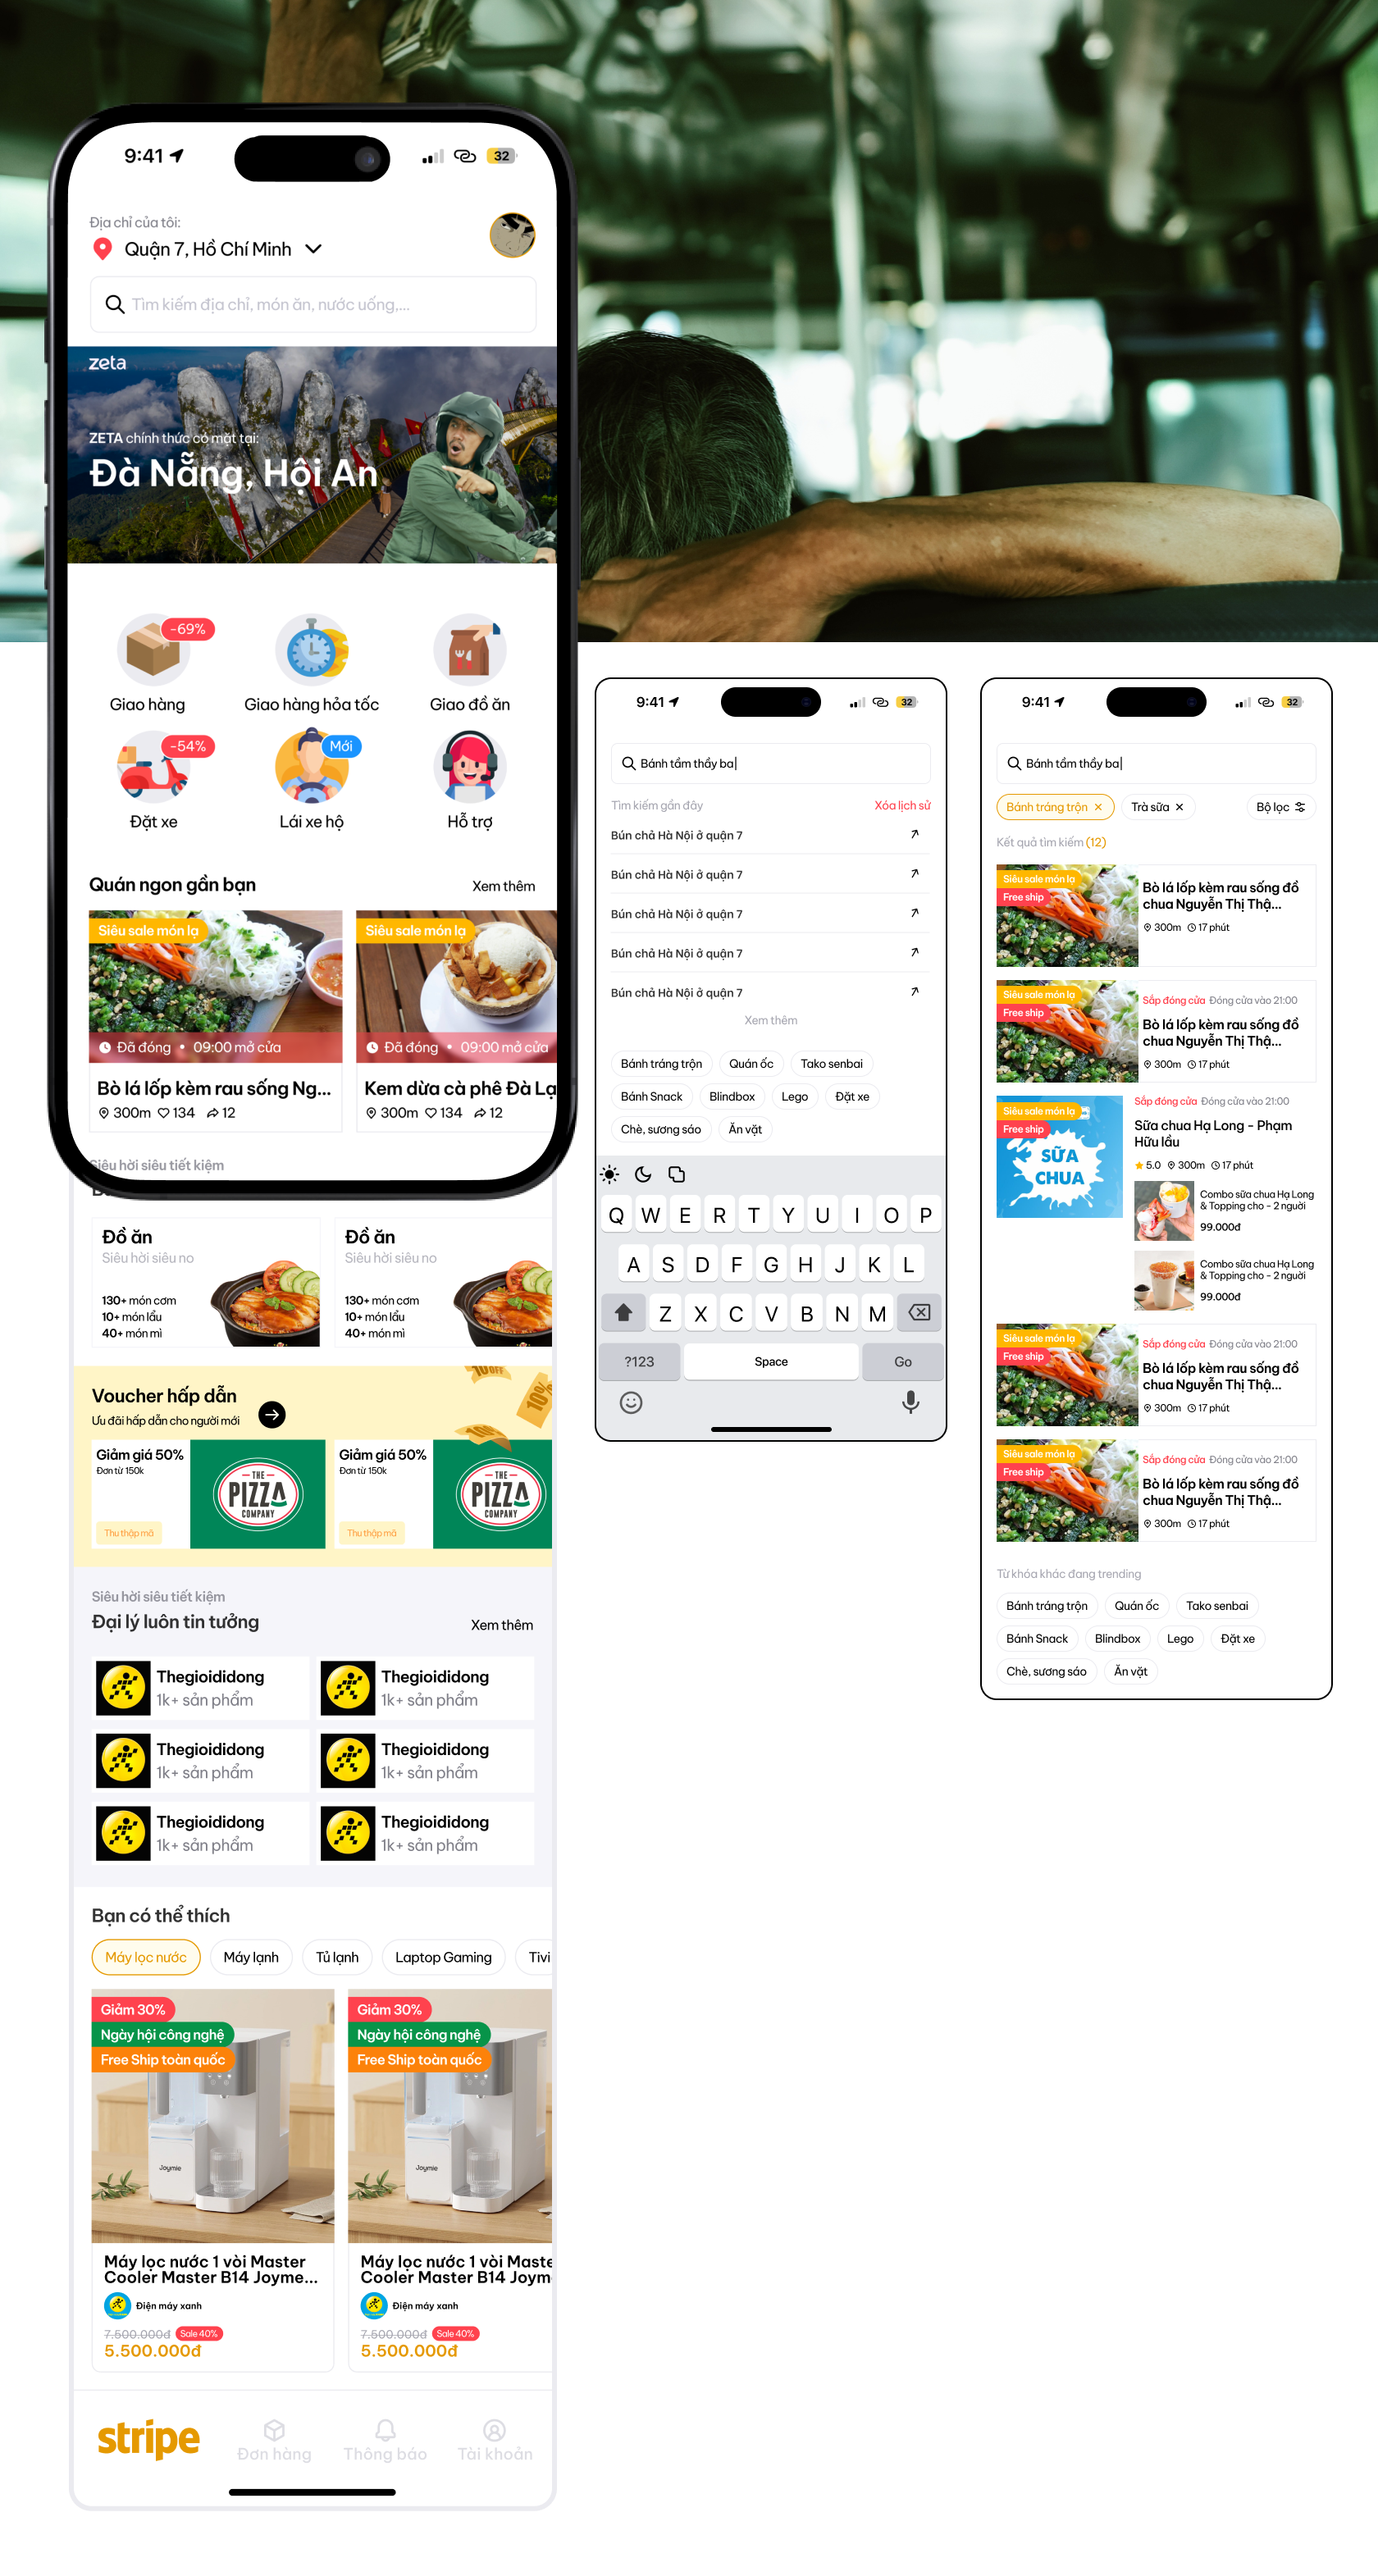 9:41
32
Địa chỉ của tôi:
Quận 7, Hồ Chí Minh
Tìm kiếm địa chỉ, món ăn, nước uống,...
zeta
ZETA chính thức có mặt tại:
Đà Nẵng, Hội An
-69%
Giao hàng
Giao hàng hỏa tốc
Giao đồ ăn
-54%
Mới
Đặt xe
Lái xe hộ
Hỗ trợ
Quán ngon gần bạn
Xem thêm
Siêu sale món lạ
Đã đóng • 09:00 mở cửa
Bò lá lốp kèm rau sống Ng...
300m 134 12
Siêu sale món lạ
Đã đóng • 09:00 mở cửa
Kem dừa cà phê Đà Lạ
300m 134 12
Siêu hời siêu tiết kiệm
Đồ ăn
Siêu hời siêu no
130+ món cơm
10+ món lẩu
40+ món mì
Đồ ăn
Siêu hời siêu no
130+ món cơm
10+ món lẩu
40+ món mì
Voucher hấp dẫn
Ưu đãi hấp dẫn cho người mới
10%
Giảm giá 50%
Đơn từ 150k
Thu thập mã
THE
PIZZA
COMPANY
Giảm giá 50%
Đơn từ 150k
Thu thập mã
THE
PIZZA
COMPANY
Siêu hời siêu tiết kiệm
Đại lý luôn tin tưởng
Xem thêm
Thegioididong
1k+ sản phẩm
Thegioididong
1k+ sản phẩm
Thegioididong
1k+ sản phẩm
Thegioididong
1k+ sản phẩm
Thegioididong
1k+ sản phẩm
Thegioididong
1k+ sản phẩm
Bạn có thể thích
Máy lọc nước
Máy lạnh
Tủ lạnh
Laptop Gaming
Tivi
Giảm 30%
Ngày hội công nghệ
Free Ship toàn quốc
Joymie
Máy lọc nước 1 vòi Master
Cooler Master B14 Joyme...
Điện máy xanh
7.500.000đ Sale 40%
5.500.000đ
Giảm 30%
Ngày hội công nghệ
Free Ship toàn quốc
Joymie
Máy lọc nước 1 vòi Maste
Cooler Master B14 Joym
Điện máy xanh
7.500.000đ Sale 40%
5.500.000đ
stripe
Đơn hàng
Thông báo
Tài khoản
9:41
32
Bánh tầm thầy ba
Tìm kiếm gần đây
Xóa lịch sử
Bún chả Hà Nội ở quận 7
Bún chả Hà Nội ở quận 7
Bún chả Hà Nội ở quận 7
Bún chả Hà Nội ở quận 7
Bún chả Hà Nội ở quận 7
Xem thêm
Bánh tráng trộn
Quán ốc
Tako senbai
Bánh Snack
Blindbox
Lego
Đặt xe
Chè, sương sáo
Ăn vặt
Q W E R T Y U I O P
A S D F G H J K L
Z X C V B N M
?123
Space
Go
9:41
32
Bánh tầm thầy ba
Bánh tráng trộn
Trà sữa
Bộ lọc
Kết quả tìm kiếm (12)
Siêu sale món lạ
Free ship
Bò lá lốp kèm rau sống đồ
chua Nguyễn Thị Thậ...
300m 17 phút
Siêu sale món lạ
Free ship
Sắp đóng cửa Đóng cửa vào 21:00
Bò lá lốp kèm rau sống đồ
chua Nguyễn Thị Thậ...
300m 17 phút
Siêu sale món lạ
Free ship
SỮA
CHUA
Sắp đóng cửa Đóng cửa vào 21:00
Sữa chua Hạ Long - Phạm
Hữu lầu
5.0 300m 17 phút
Combo sữa chua Hạ Long
& Topping cho - 2 người
99.000đ
Combo sữa chua Hạ Long
& Topping cho - 2 người
99.000đ
Siêu sale món lạ
Free ship
Sắp đóng cửa Đóng cửa vào 21:00
Bò lá lốp kèm rau sống đồ
chua Nguyễn Thị Thậ...
300m 17 phút
Siêu sale món lạ
Free ship
Sắp đóng cửa Đóng cửa vào 21:00
Bò lá lốp kèm rau sống đồ
chua Nguyễn Thị Thậ...
300m 17 phút
Từ khóa khác đang trending
Bánh tráng trộn
Quán ốc
Tako senbai
Bánh Snack
Blindbox
Lego
Đặt xe
Chè, sương sáo
Ăn vặt